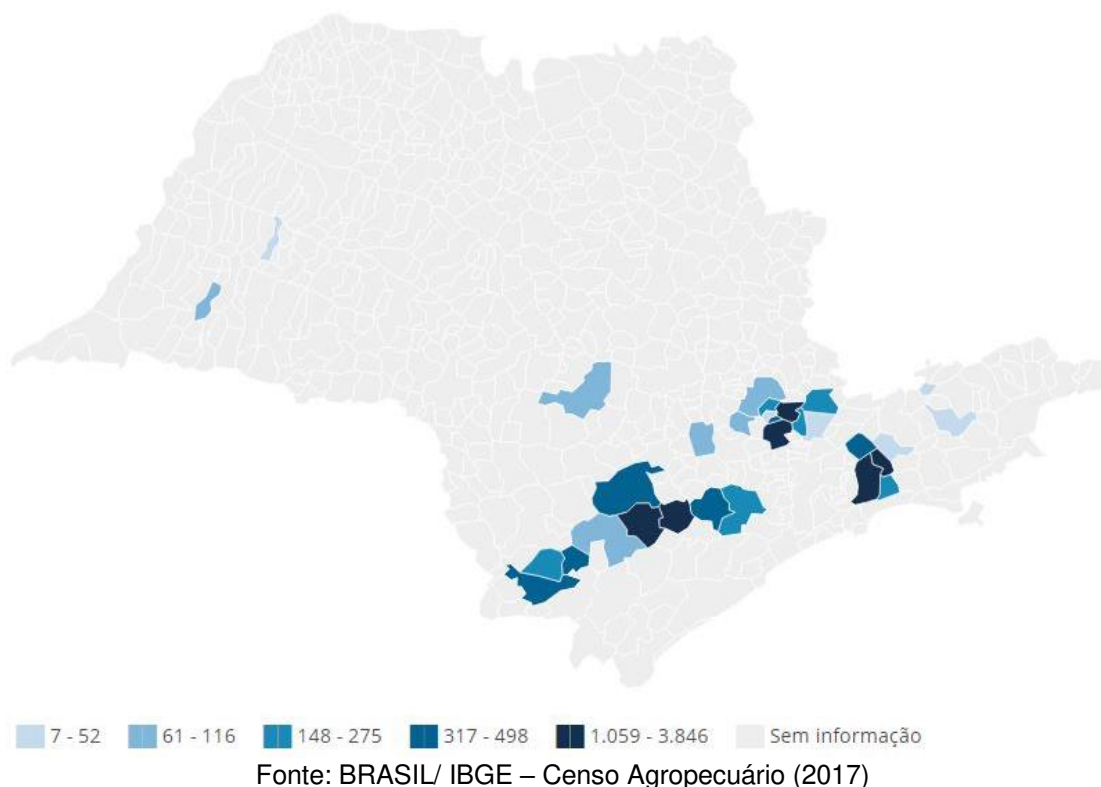 7 - 52 61 - 116 148 - 275 317 - 498 1.059 - 3.846 Sem informação
Fonte: BRASIL/ IBGE – Censo Agropecuário (2017)